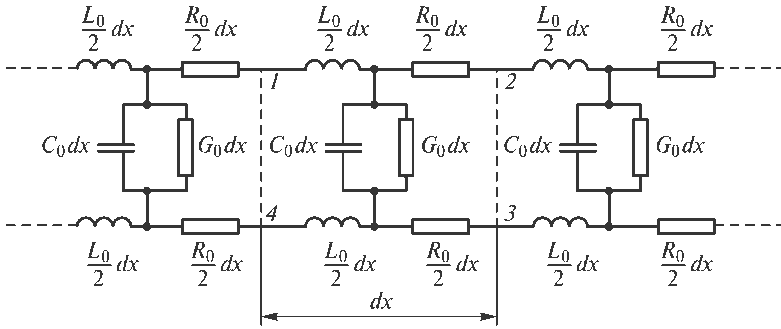 L₀/2 dx R₀/2 dx L₀/2 dx R₀/2 dx L₀/2 dx R₀/2 dx
1 2
C₀dx G₀dx C₀dx G₀dx C₀dx G₀dx
4 3
L₀/2 dx R₀/2 dx L₀/2 dx R₀/2 dx L₀/2 dx R₀/2 dx
dx